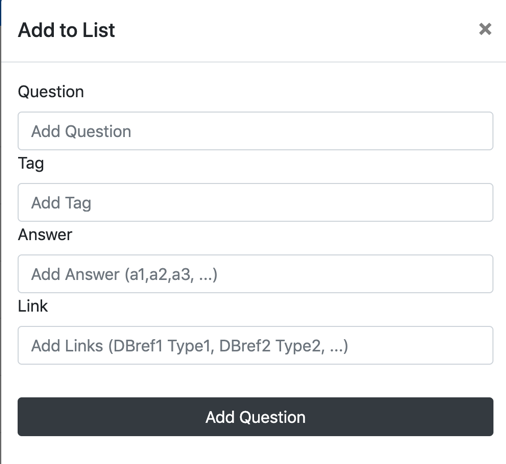 Add to List ×
Question
Add Question
Tag
Add Tag
Answer
Add Answer (a1,a2,a3, ...)
Link
Add Links (DBref1 Type1, DBref2 Type2, ...)
Add Question